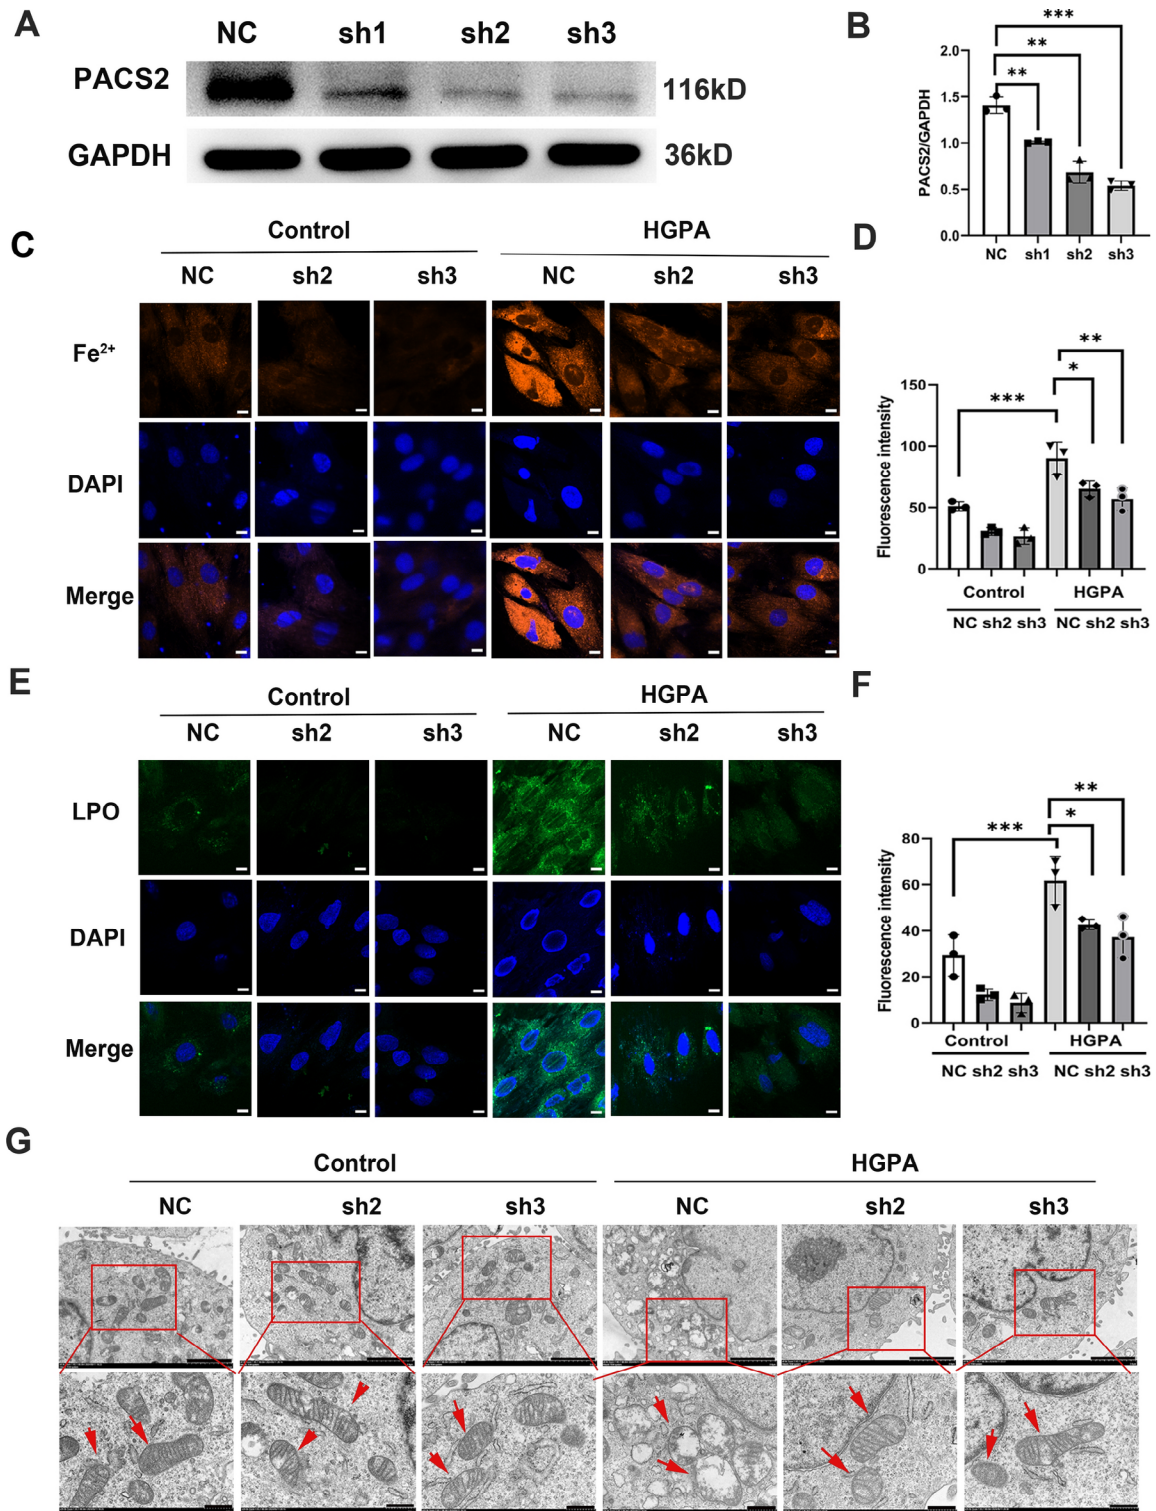 A
NC sh1 sh2 sh3
PACS2
116kD
GAPDH
36kD
B
*** 
**
**
PACS2/GAPDH
2.0
1.5
1.0
0.5
0.0
NC sh1 sh2 sh3
C
Control HGPA
NC sh2 sh3 NC sh2 sh3
Fe²⁺
DAPI
Merge
D
**
*
***
Fluorescence intensity
150
100
50
0
Control HGPA
NC sh2 sh3 NC sh2 sh3
E
Control HGPA
NC sh2 sh3 NC sh2 sh3
LPO
DAPI
Merge
F
**
*
***
Fluorescence intensity
80
60
40
20
0
Control HGPA
NC sh2 sh3 NC sh2 sh3
G
Control HGPA
NC sh2 sh3 NC sh2 sh3